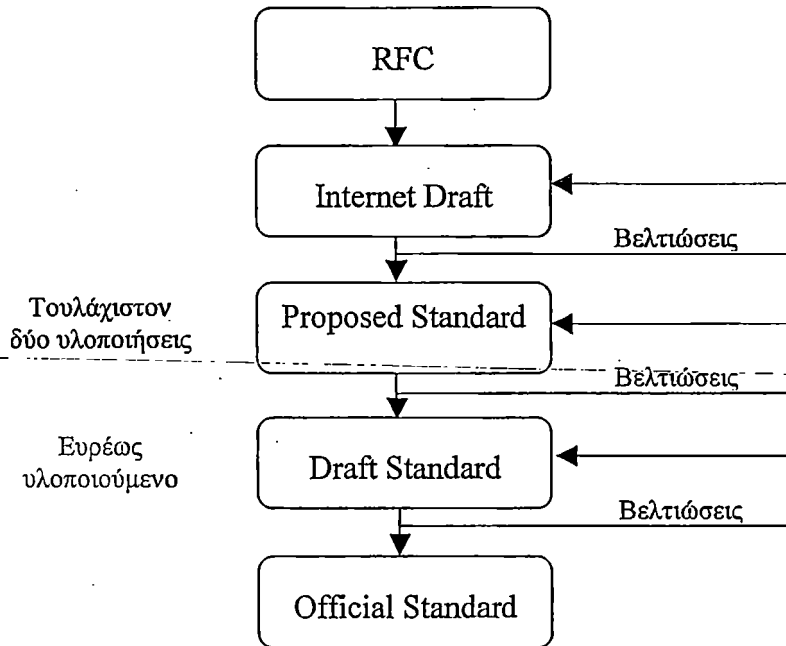 RFC
Internet Draft
Βελτιώσεις
Τουλάχιστον
δύο υλοποιήσεις
Proposed Standard
Βελτιώσεις
Ευρέως
υλοποιούμενο
Draft Standard
Βελτιώσεις
Official Standard